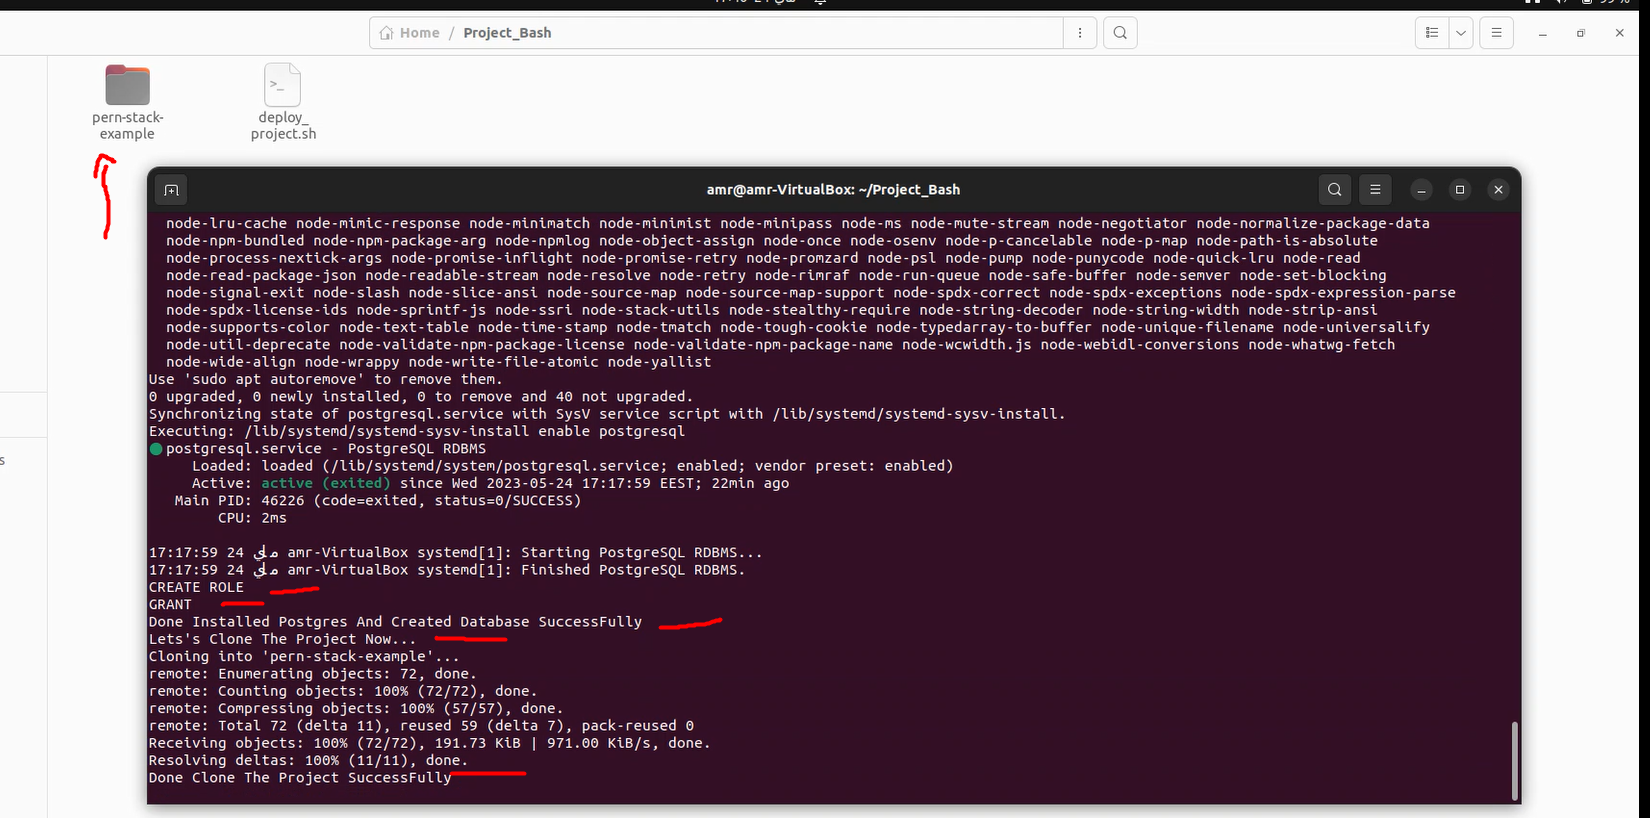 Home / Project_Bash
pern-stack-
example
deploy_
project.sh
amr@amr-VirtualBox: ~/Project_Bash
node-lru-cache node-mimic-response node-minimatch node-minimist node-minipass node-ms node-mute-stream node-negotiator node-normalize-package-data
node-npm-bundled node-npm-package-arg node-npmlog node-object-assign node-once node-osenv node-p-cancelable node-p-map node-path-is-absolute
node-process-nextick-args node-promise-inflight node-promise-retry node-promzard node-psl node-pump node-punycode node-quick-lru node-read
node-read-package-json node-readable-stream node-resolve node-retry node-rimraf node-run-queue node-safe-buffer node-semver node-set-blocking
node-signal-exit node-slash node-slice-ansi node-source-map node-source-map-support node-spdx-correct node-spdx-exceptions node-spdx-expression-parse
node-spdx-license-ids node-sprintf-js node-ssri node-stack-utils node-stealthy-require node-string-decoder node-string-width node-strip-ansi
node-supports-color node-text-table node-time-stamp node-tmatch node-tough-cookie node-typedarray-to-buffer node-unique-filename node-universalify
node-util-deprecate node-validate-npm-package-license node-validate-npm-package-name node-wcwidth.js node-webidl-conversions node-whatwg-fetch
node-wide-align node-wrappy node-write-file-atomic node-yallist
Use 'sudo apt autoremove' to remove them.
0 upgraded, 0 newly installed, 0 to remove and 40 not upgraded.
Synchronizing state of postgresql.service with SysV service script with /lib/systemd/systemd-sysv-install.
Executing: /lib/systemd/systemd-sysv-install enable postgresql
● postgresql.service - PostgreSQL RDBMS
Loaded: loaded (/lib/systemd/system/postgresql.service; enabled; vendor preset: enabled)
Active: active (exited) since Wed 2023-05-24 17:17:59 EEST; 22min ago
Main PID: 46226 (code=exited, status=0/SUCCESS)
CPU: 2ms
17:17:59 24 ماي amr-VirtualBox systemd[1]: Starting PostgreSQL RDBMS...
17:17:59 24 ماي amr-VirtualBox systemd[1]: Finished PostgreSQL RDBMS.
CREATE ROLE
GRANT
Done Installed Postgres And Created Database SuccessFully
Lets's Clone The Project Now...
Cloning into 'pern-stack-example'...
remote: Enumerating objects: 72, done.
remote: Counting objects: 100% (72/72), done.
remote: Compressing objects: 100% (57/57), done.
remote: Total 72 (delta 11), reused 59 (delta 7), pack-reused 0
Receiving objects: 100% (72/72), 191.73 KiB | 971.00 KiB/s, done.
Resolving deltas: 100% (11/11), done.
Done Clone The Project SuccessFully